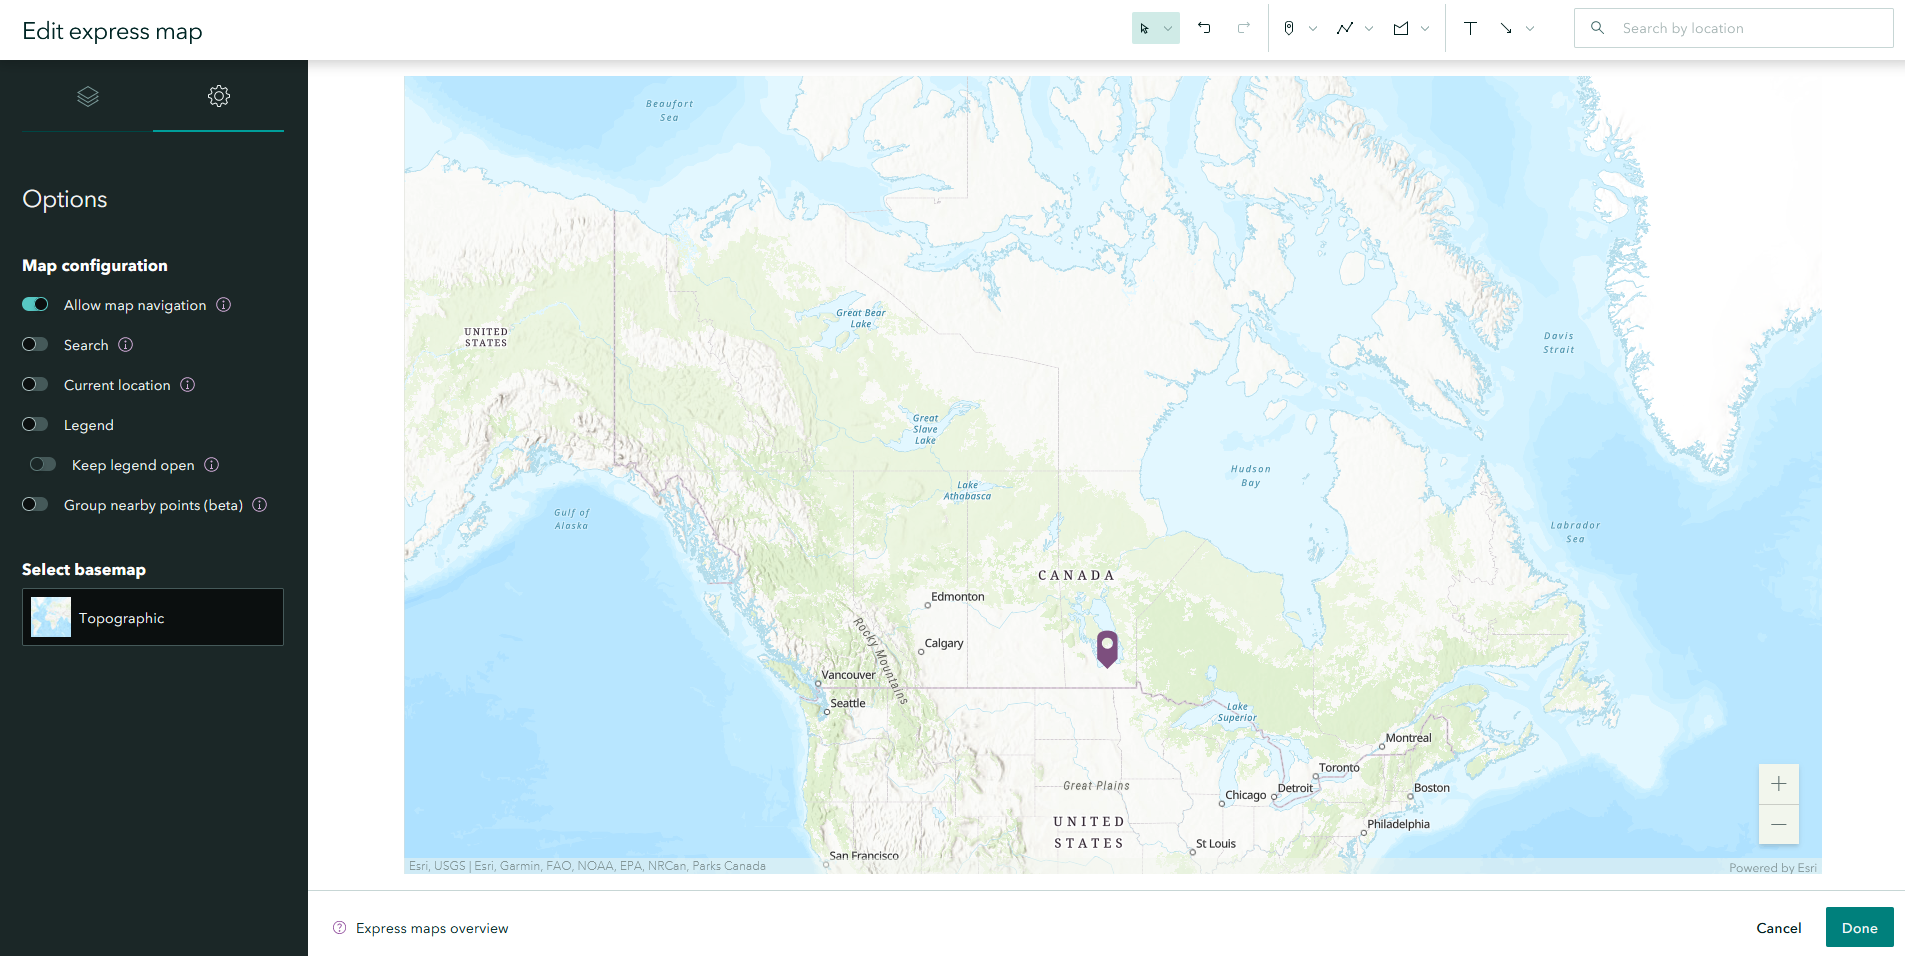 Edit express map
Search by location
Options
Map configuration
Allow map navigation
Search
Current location
Legend
Keep legend open
Group nearby points (beta)
Select basemap
Topographic
Beaufort
Sea
Great Bear
Lake
UNITED
STATES
Davis
Strait
Great
Slave
Lake
Hudson
Bay
Lake
Athabasca
Gulf of
Alaska
Labrador
Sea
CANADA
Edmonton
Rocky Mountains
Calgary
Vancouver
Seattle
Lake
Superior
Montreal
Toronto
Great Plains
Detroit
Boston
Chicago
UNITED
STATES
Philadelphia
St Louis
San Francisco
Esri, USGS | Esri, Garmin, FAO, NOAA, EPA, NRCan, Parks Canada
Powered by Esri
Express maps overview
Cancel
Done